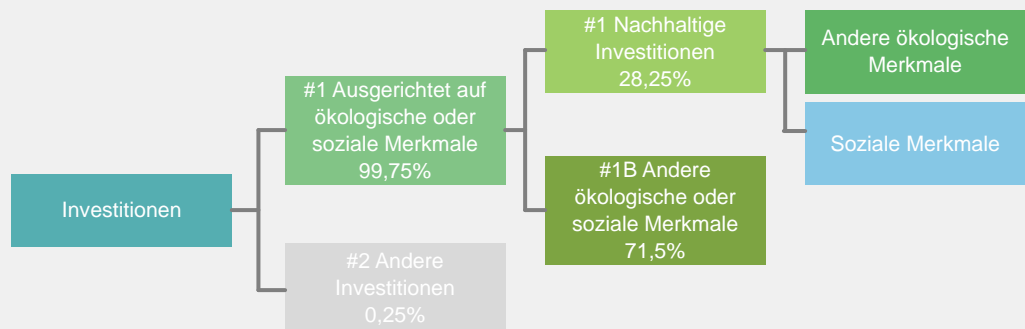 Investitionen
#1 Ausgerichtet auf
ökologische oder
soziale Merkmale
99,75%
#2 Andere
Investitionen
0,25%
#1 Nachhaltige
Investitionen
28,25%
#1B Andere
ökologische oder
soziale Merkmale
71,5%
Andere ökologische
Merkmale
Soziale Merkmale